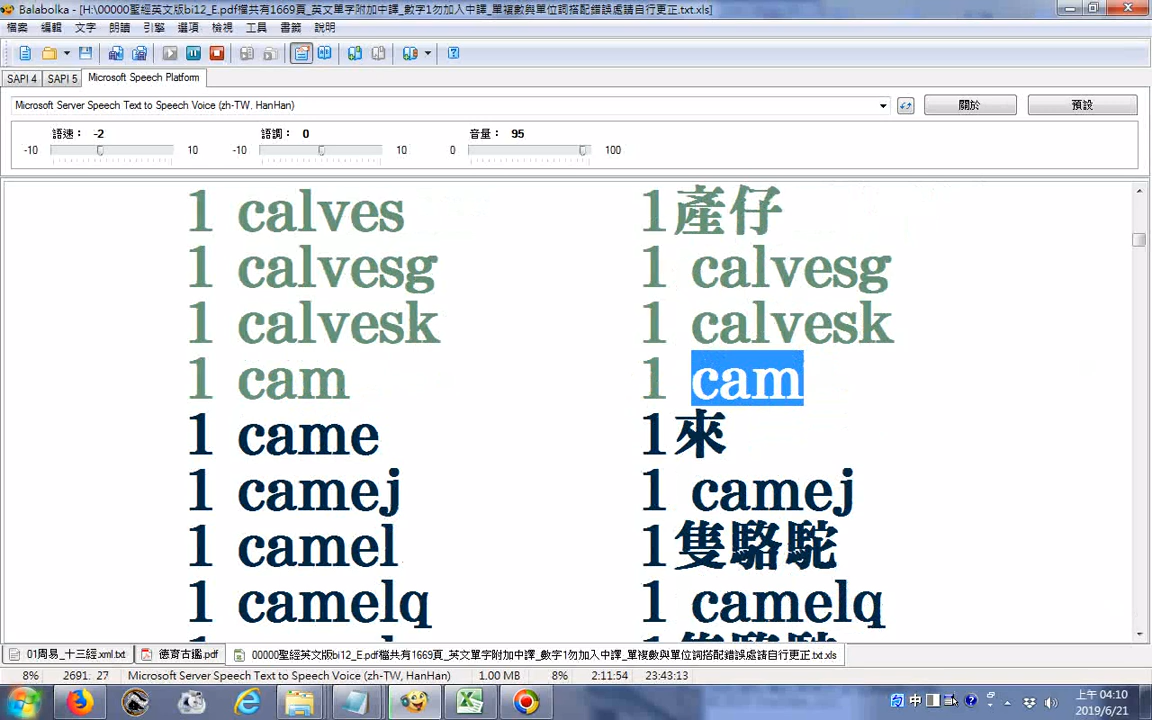 Balabolka - [H:\00000聖經英文版bi12_E.pdf檔共有1669頁_英文單字附加中譯_數字1勿加入中譯_單複數與單位詞搭配錯誤處請自行更正.txt.xls]
檔案 編輯 文字 朗讀 引擎 選項 檢視 工具 書籤 說明
SAPI 4 SAPI 5 Microsoft Speech Platform
Microsoft Server Speech Text to Speech Voice (zh-TW, HanHan) 關於 預設
語速： -2 語調： 0 音量： 95
-10 10 -10 10 0 100
1 calves 1產仔
1 calvesg 1 calvesg
1 calvesk 1 calvesk
1 cam 1 cam
1 came 1來
1 camej 1 camej
1 camel 1隻駱駝
1 camelq 1 camelq
01周易_十三經.xml.txt 德育古鑑.pdf 00000聖經英文版bi12_E.pdf檔共有1669頁_英文單字附加中譯_數字1勿加入中譯_單複數與單位詞搭配錯誤處請自行更正.txt.xls
8% 2691: 27 Microsoft Server Speech Text to Speech Voice (zh-TW, HanHan) 1.00 MB 8% 2:11:54 23:43:13
中 上午 04:10
2019/6/21